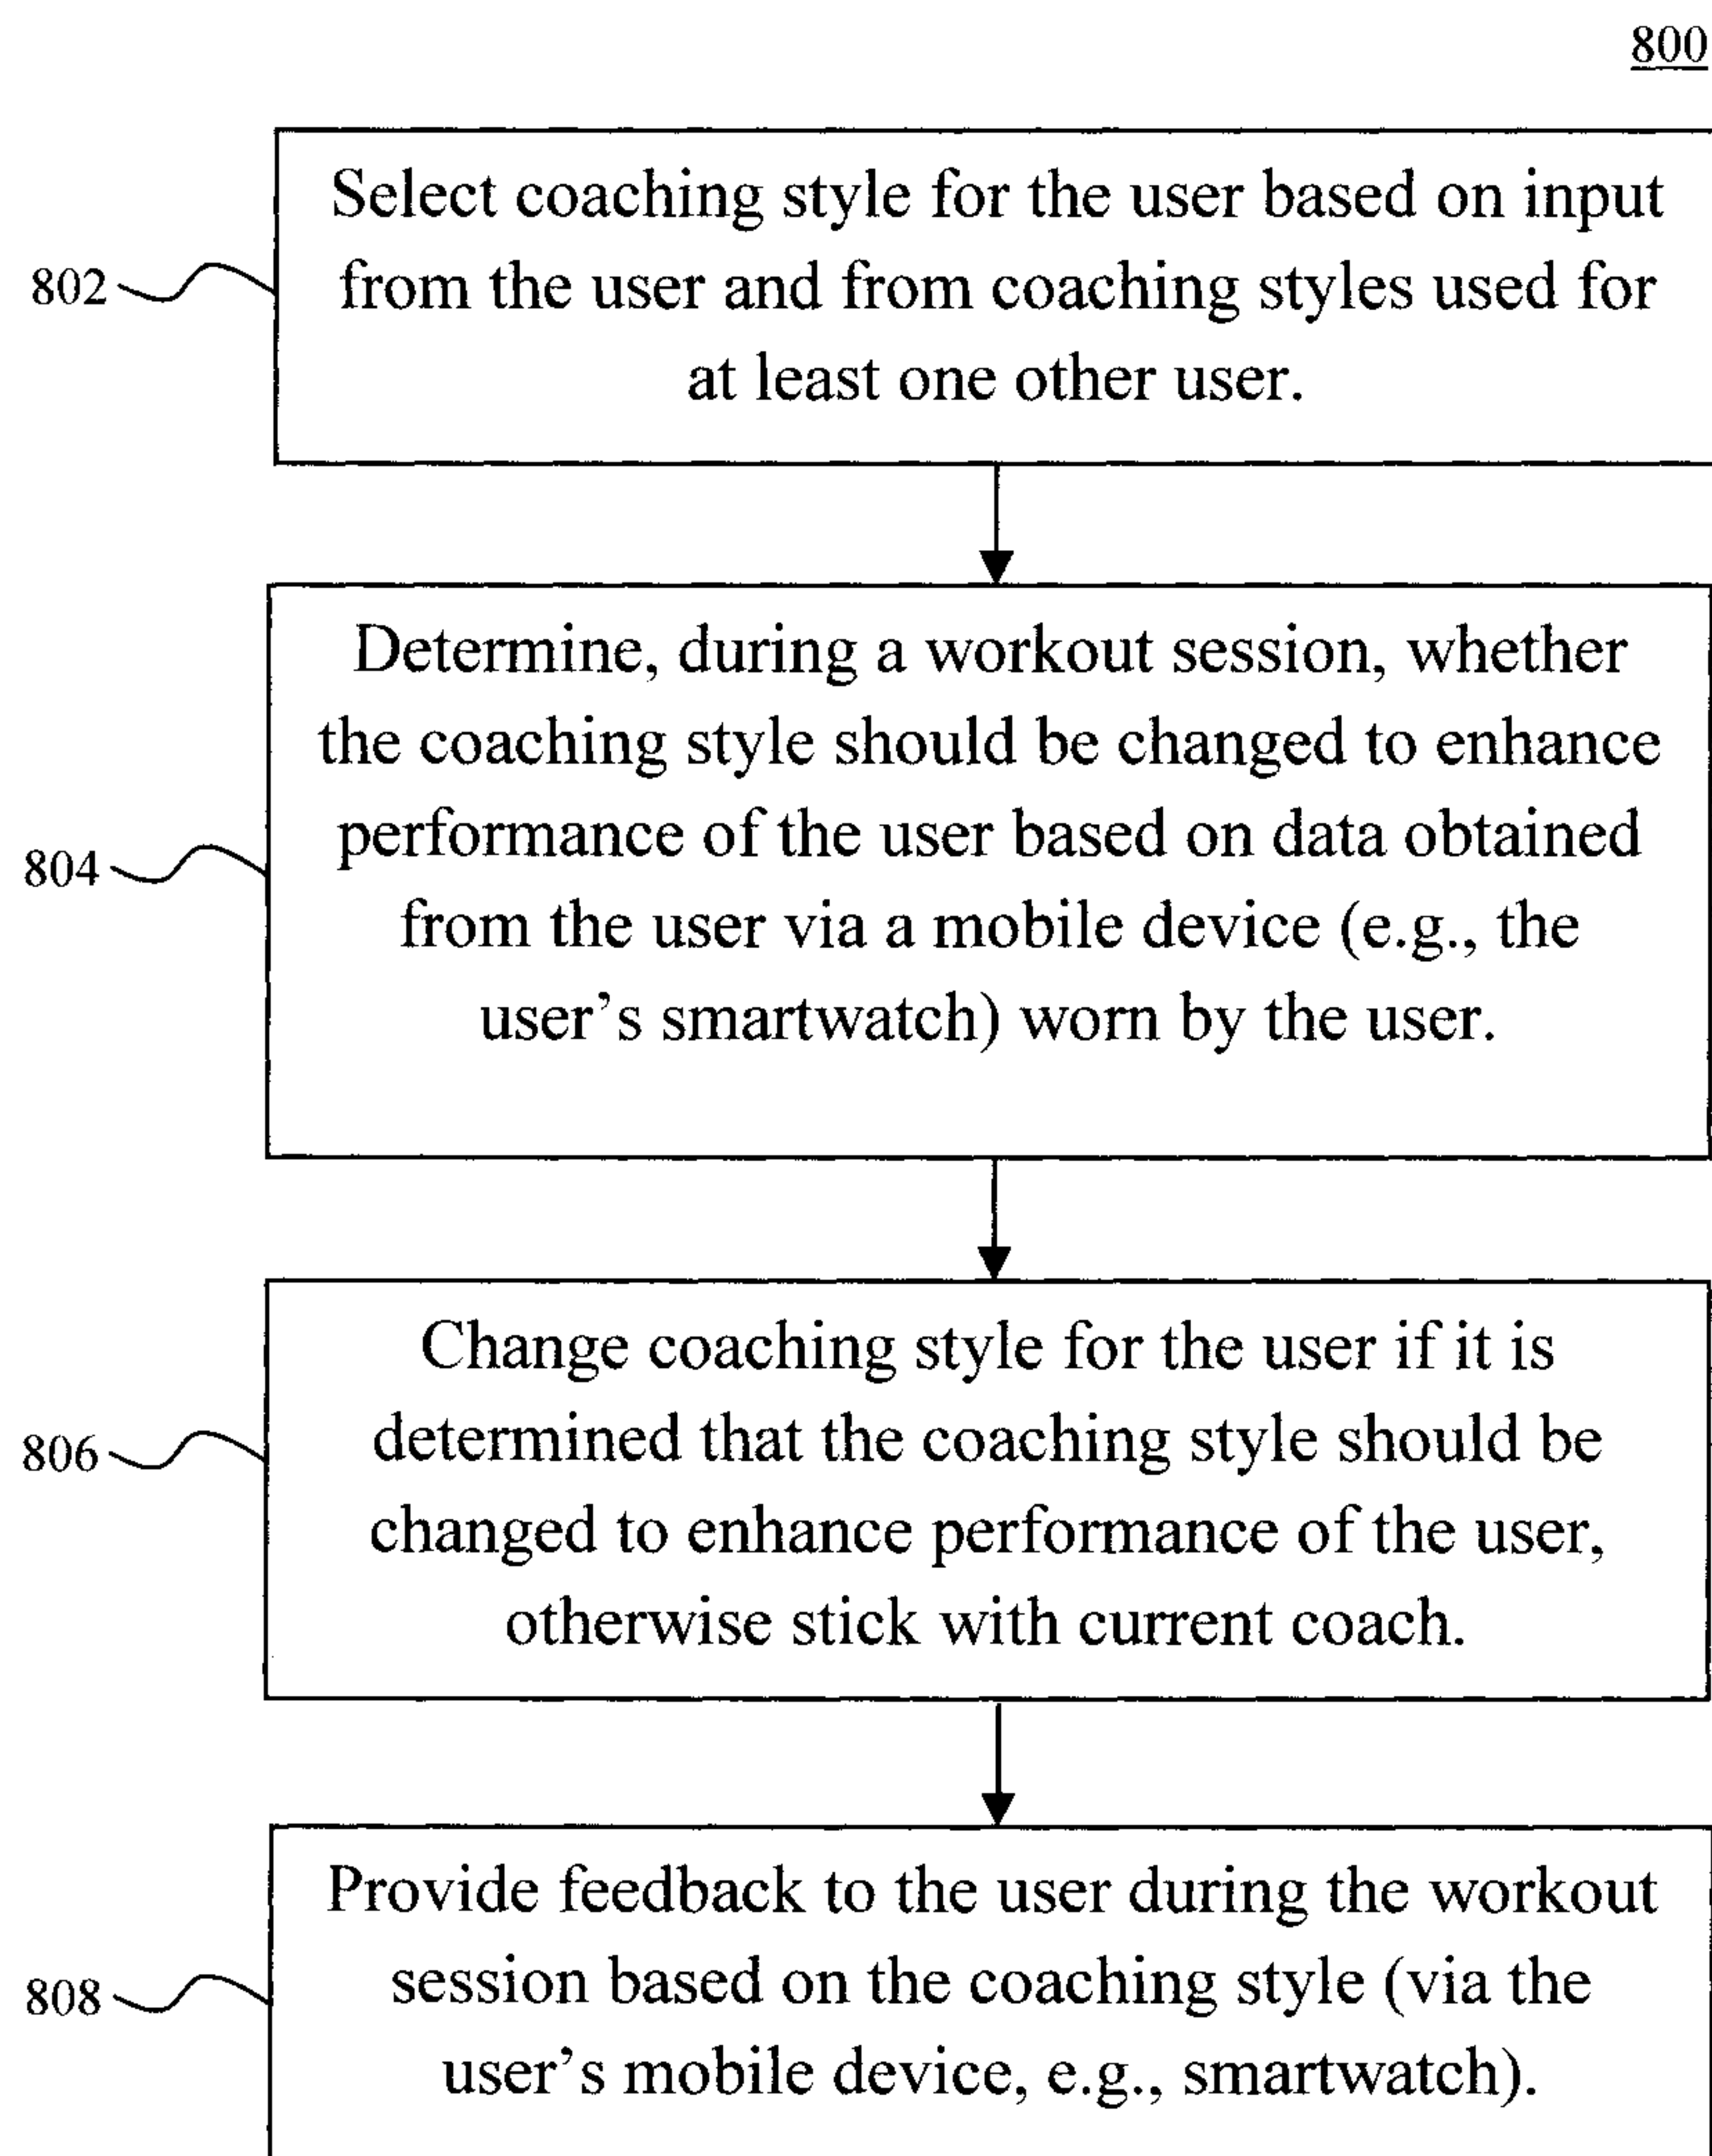 800
Select coaching style for the user based on input
from the user and from coaching styles used for
at least one other user.
802
Determine, during a workout session, whether
the coaching style should be changed to enhance
performance of the user based on data obtained
from the user via a mobile device (e.g., the
user’s smartwatch) worn by the user.
804
Change coaching style for the user if it is
determined that the coaching style should be
changed to enhance performance of the user,
otherwise stick with current coach.
806
Provide feedback to the user during the workout
session based on the coaching style (via the
user’s mobile device, e.g., smartwatch).
808